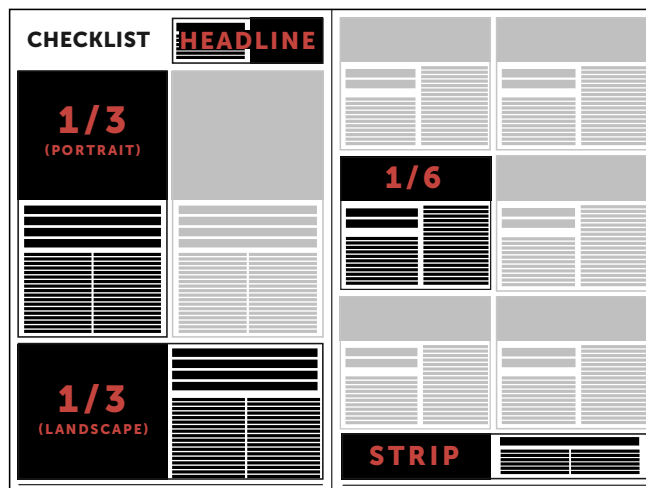 CHECKLIST
HEADLINE
1/3
(PORTRAIT)
1/3
(LANDSCAPE)
1/6
STRIP